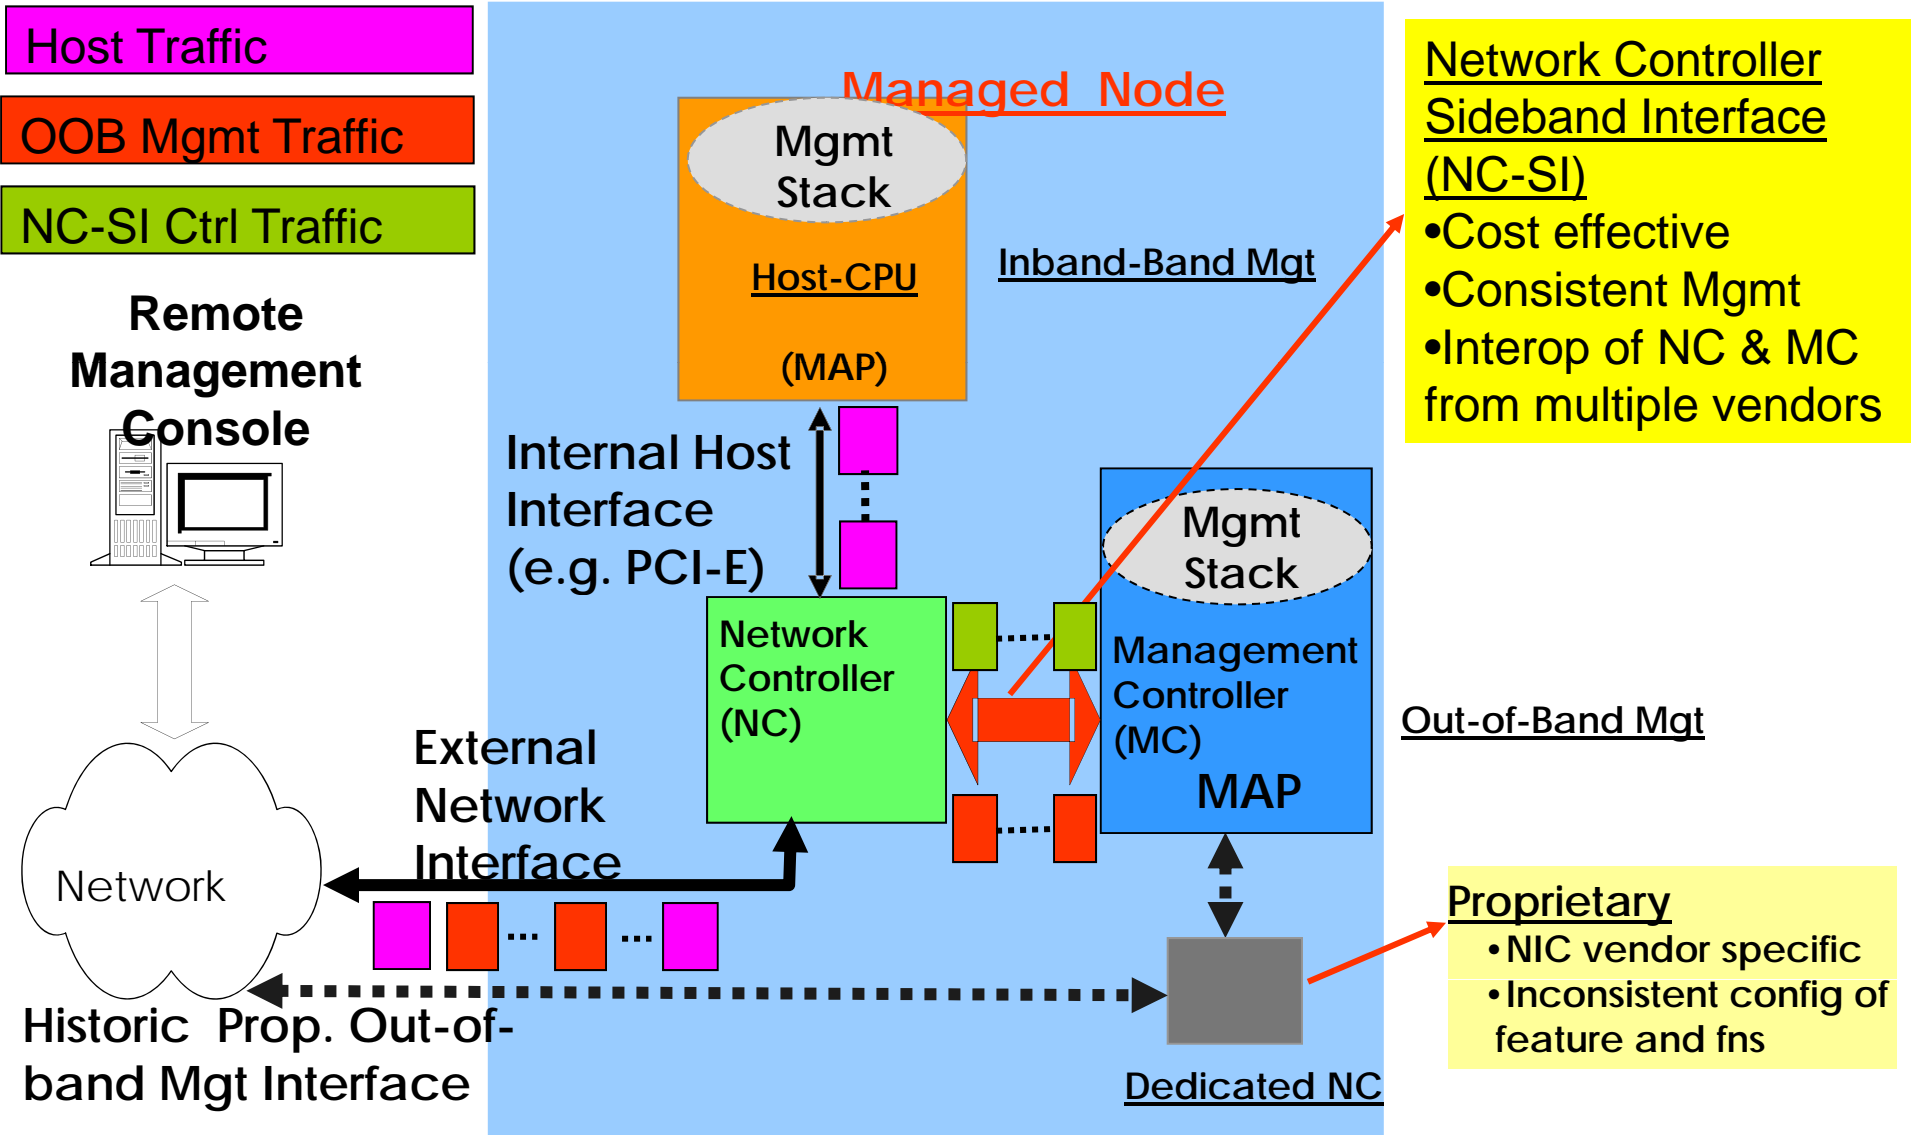 Host Traffic
OOB Mgmt Traffic
NC-SI Ctrl Traffic
Remote
Management
Console
Network
Historic Prop. Out-of-
band Mgt Interface
Managed Node
Mgmt
Stack
Host-CPU
(MAP)
Inband-Band Mgt
Internal Host
Interface
(e.g. PCI-E)
Network
Controller
(NC)
External
Network
Interface
Mgmt
Stack
Management
Controller
(MC)
MAP
Dedicated NC
Network Controller
Sideband Interface
(NC-SI)
•Cost effective
•Consistent Mgmt
•Interop of NC & MC
from multiple vendors
Out-of-Band Mgt
Proprietary
•NIC vendor specific
•Inconsistent config of
feature and fns